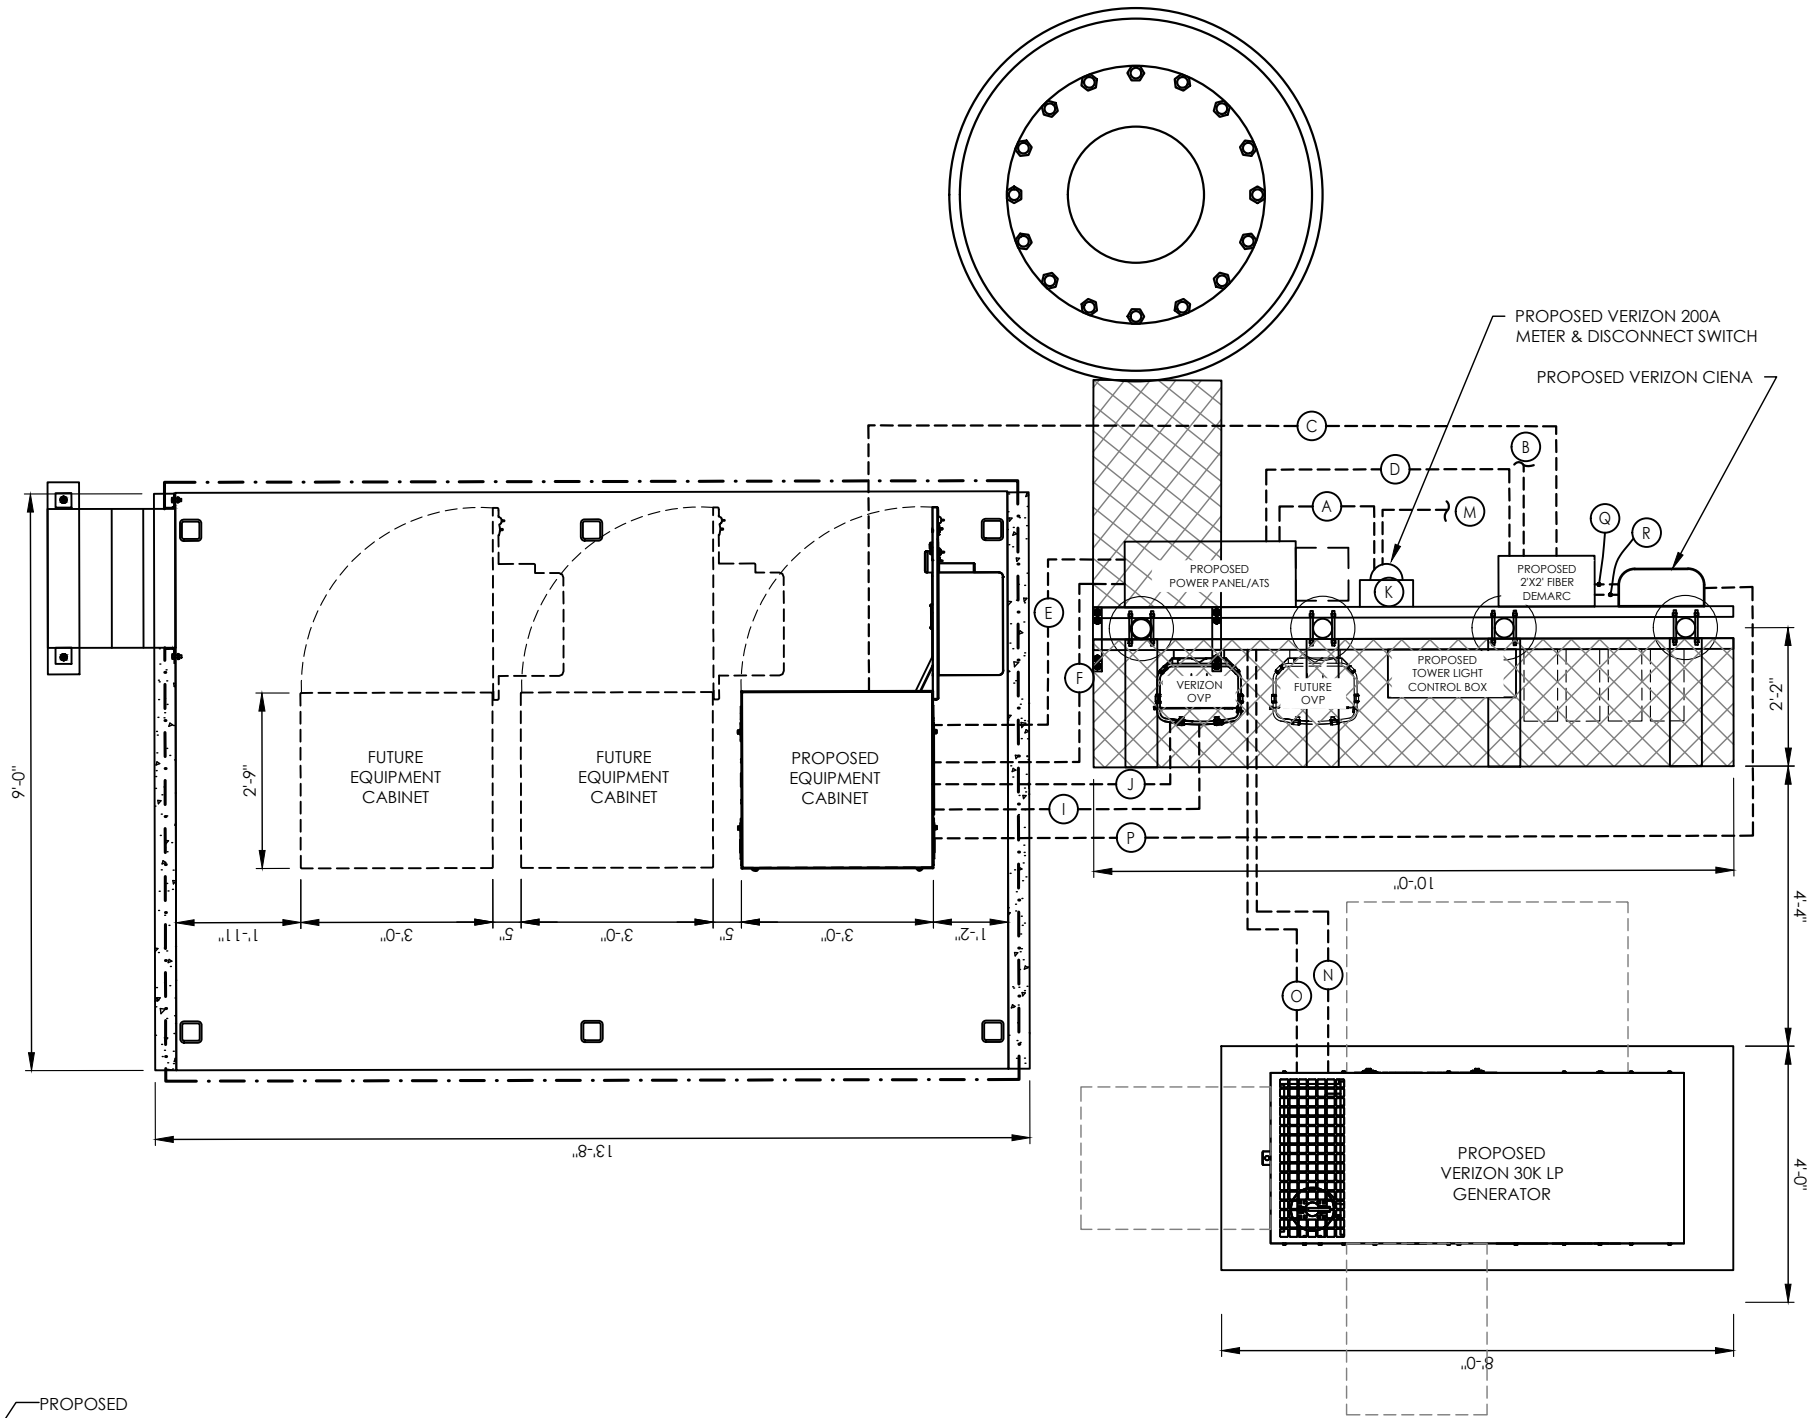 PROPOSED VERIZON 200A
METER & DISCONNECT SWITCH
PROPOSED VERIZON CIENA
C
B
D
A
M
Q
R
PROPOSED
POWER PANEL/ATS
K
PROPOSED
2'X2' FIBER
DEMARC
E
F
VERIZON
OVP
FUTURE
OVP
PROPOSED
TOWER LIGHT
CONTROL BOX
2'-2"
9'-0"
2'-9"
FUTURE
EQUIPMENT
CABINET
FUTURE
EQUIPMENT
CABINET
PROPOSED
EQUIPMENT
CABINET
J
I
P
10'-0"
4'-4"
1'-11"
3'-0"
5"
3'-0"
5"
3'-0"
1'-2"
N
O
13'-8"
PROPOSED
VERIZON 30K LP
GENERATOR
4'-0"
8'-0"
PROPOSED